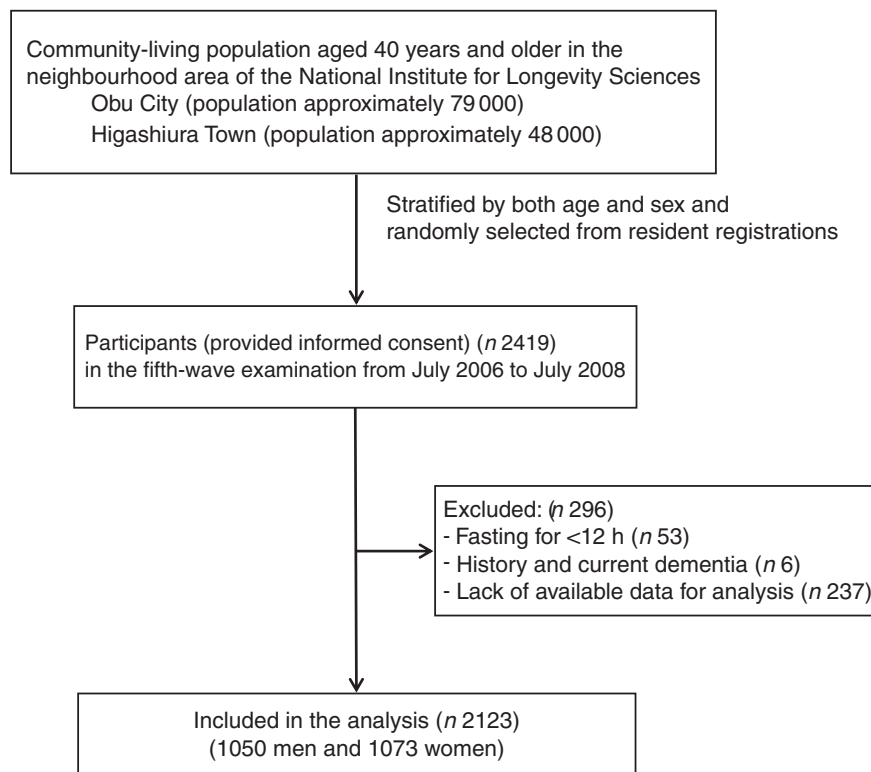 Community-living population aged 40 years and older in the
neighbourhood area of the National Institute for Longevity Sciences
Obu City (population approximately 79 000)
Higashiura Town (population approximately 48 000)
Stratified by both age and sex and
randomly selected from resident registrations
Participants (provided informed consent) (n 2419)
in the fifth-wave examination from July 2006 to July 2008
Excluded: (n 296)
- Fasting for <12 h (n 53)
- History and current dementia (n 6)
- Lack of available data for analysis (n 237)
Included in the analysis (n 2123)
(1050 men and 1073 women)